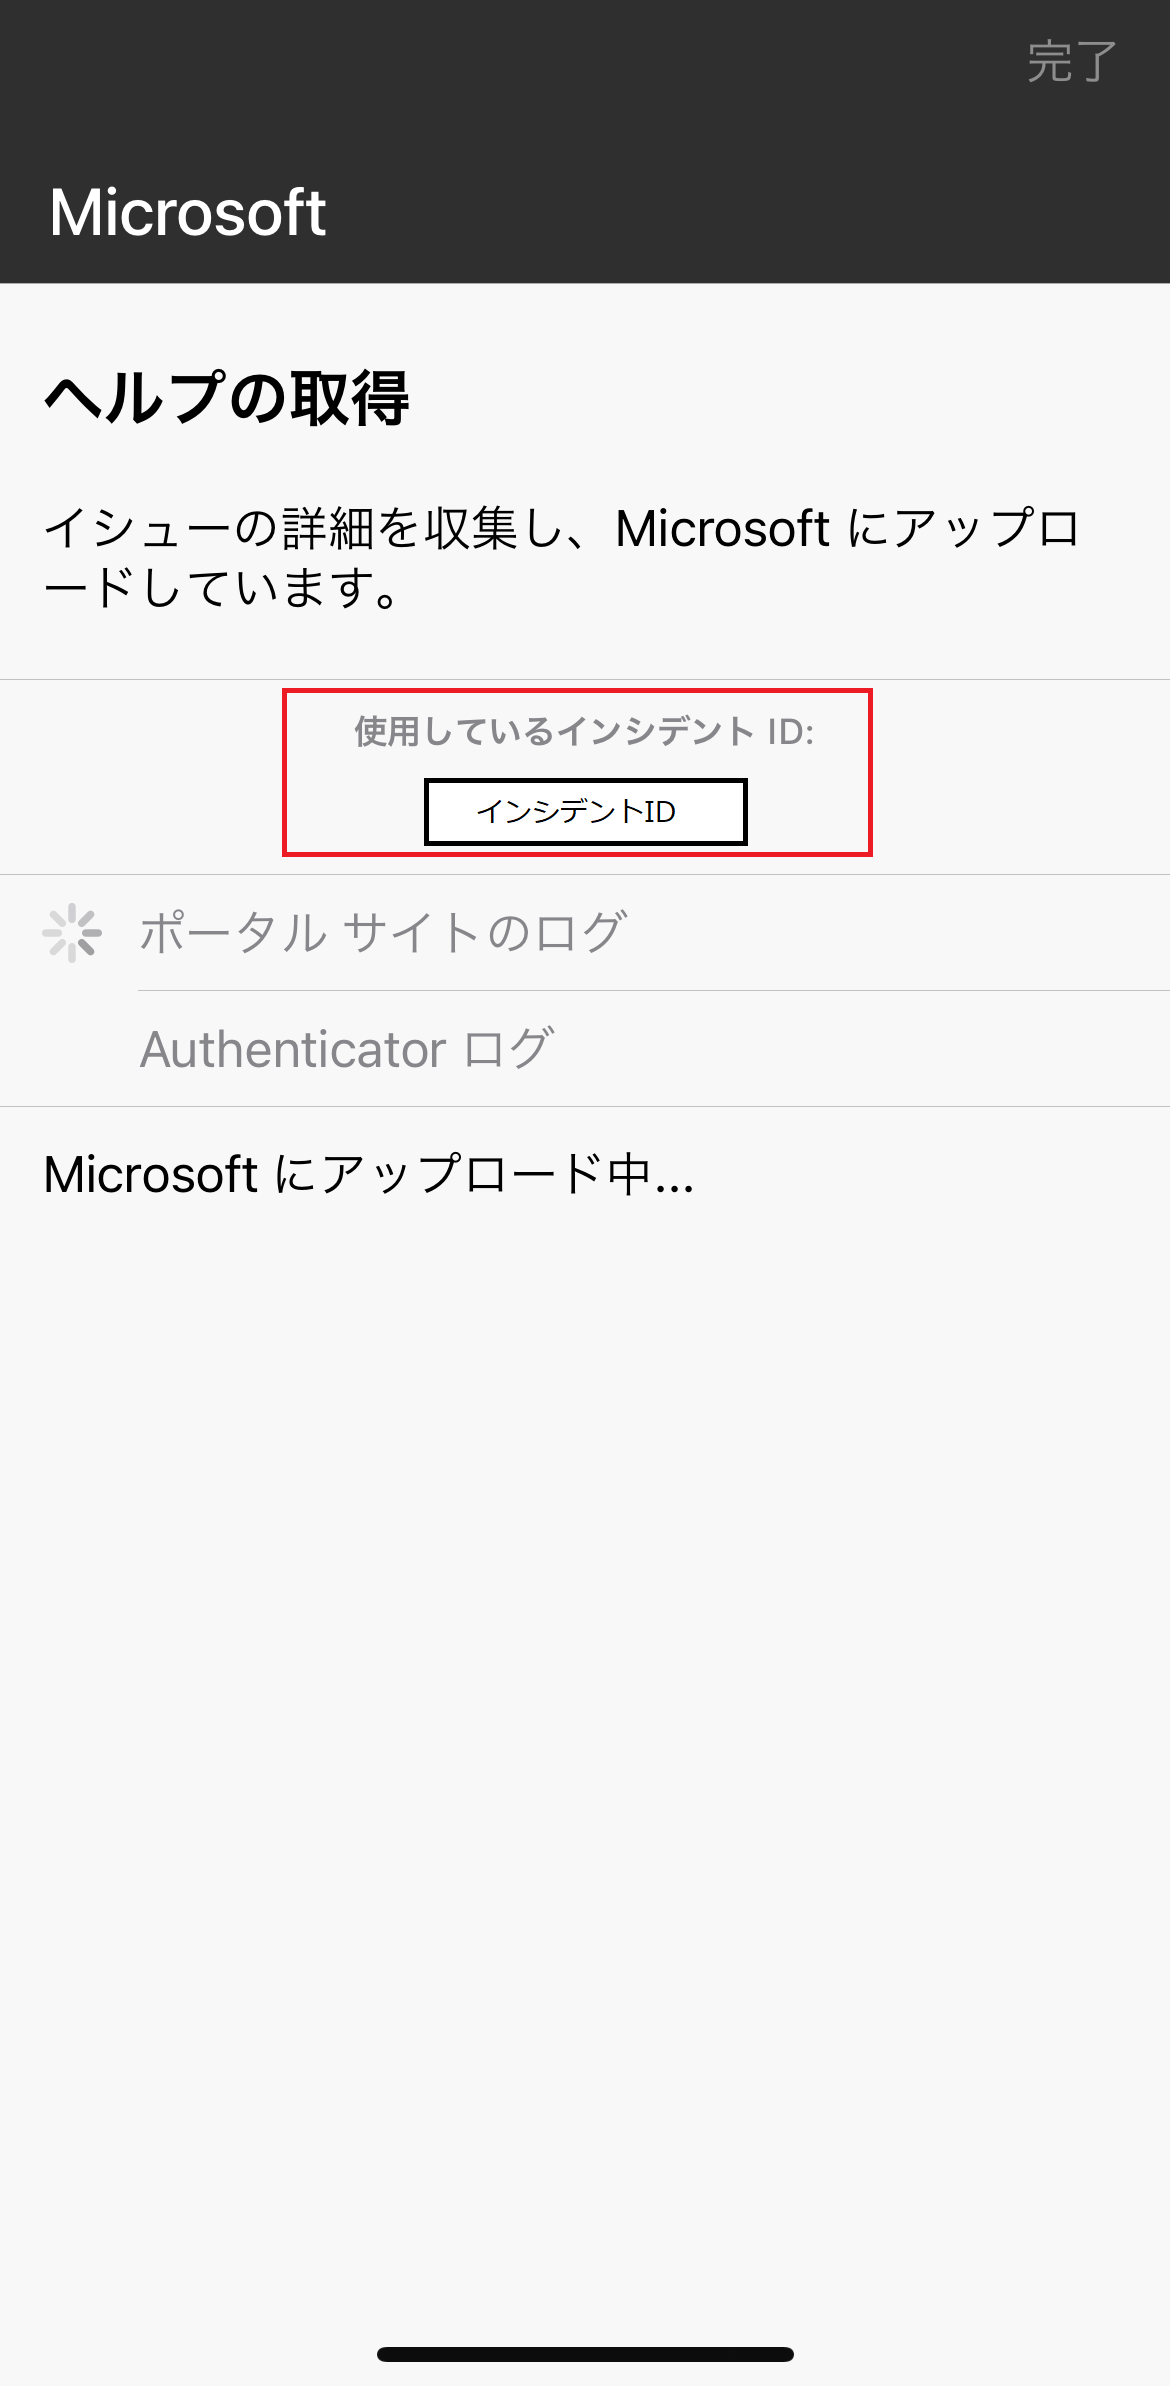 完了
Microsoft
ヘルプの取得
イシューの詳細を収集し、Microsoft にアップロ
ードしています。
使用しているインシデント ID:
インシデントID
ポータル サイトのログ
Authenticator ログ
Microsoft にアップロード中...